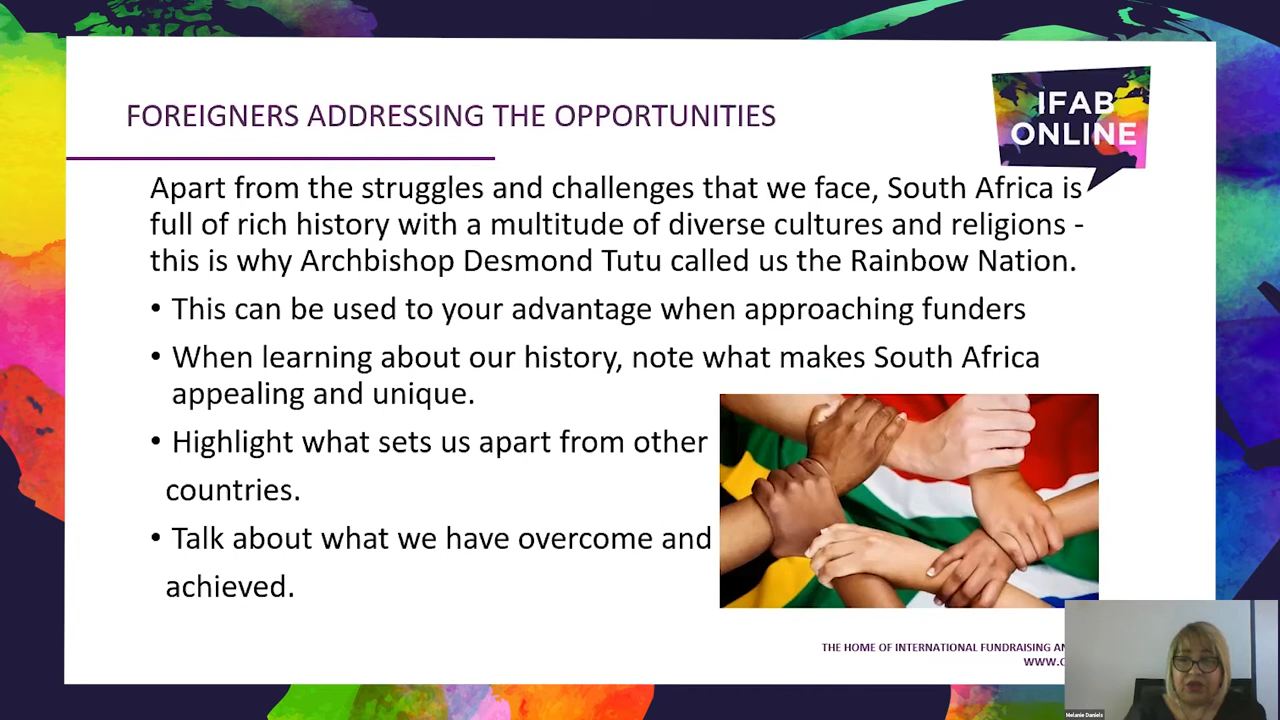 FOREIGNERS ADDRESSING THE OPPORTUNITIES
IFAB
ONLINE
Apart from the struggles and challenges that we face, South Africa is
full of rich history with a multitude of diverse cultures and religions -
this is why Archbishop Desmond Tutu called us the Rainbow Nation.
• This can be used to your advantage when approaching funders
• When learning about our history, note what makes South Africa
appealing and unique.
• Highlight what sets us apart from other
countries.
• Talk about what we have overcome and
achieved.
THE HOME OF INTERNATIONAL FUNDRAISING
WWW.
Melanie Daniels